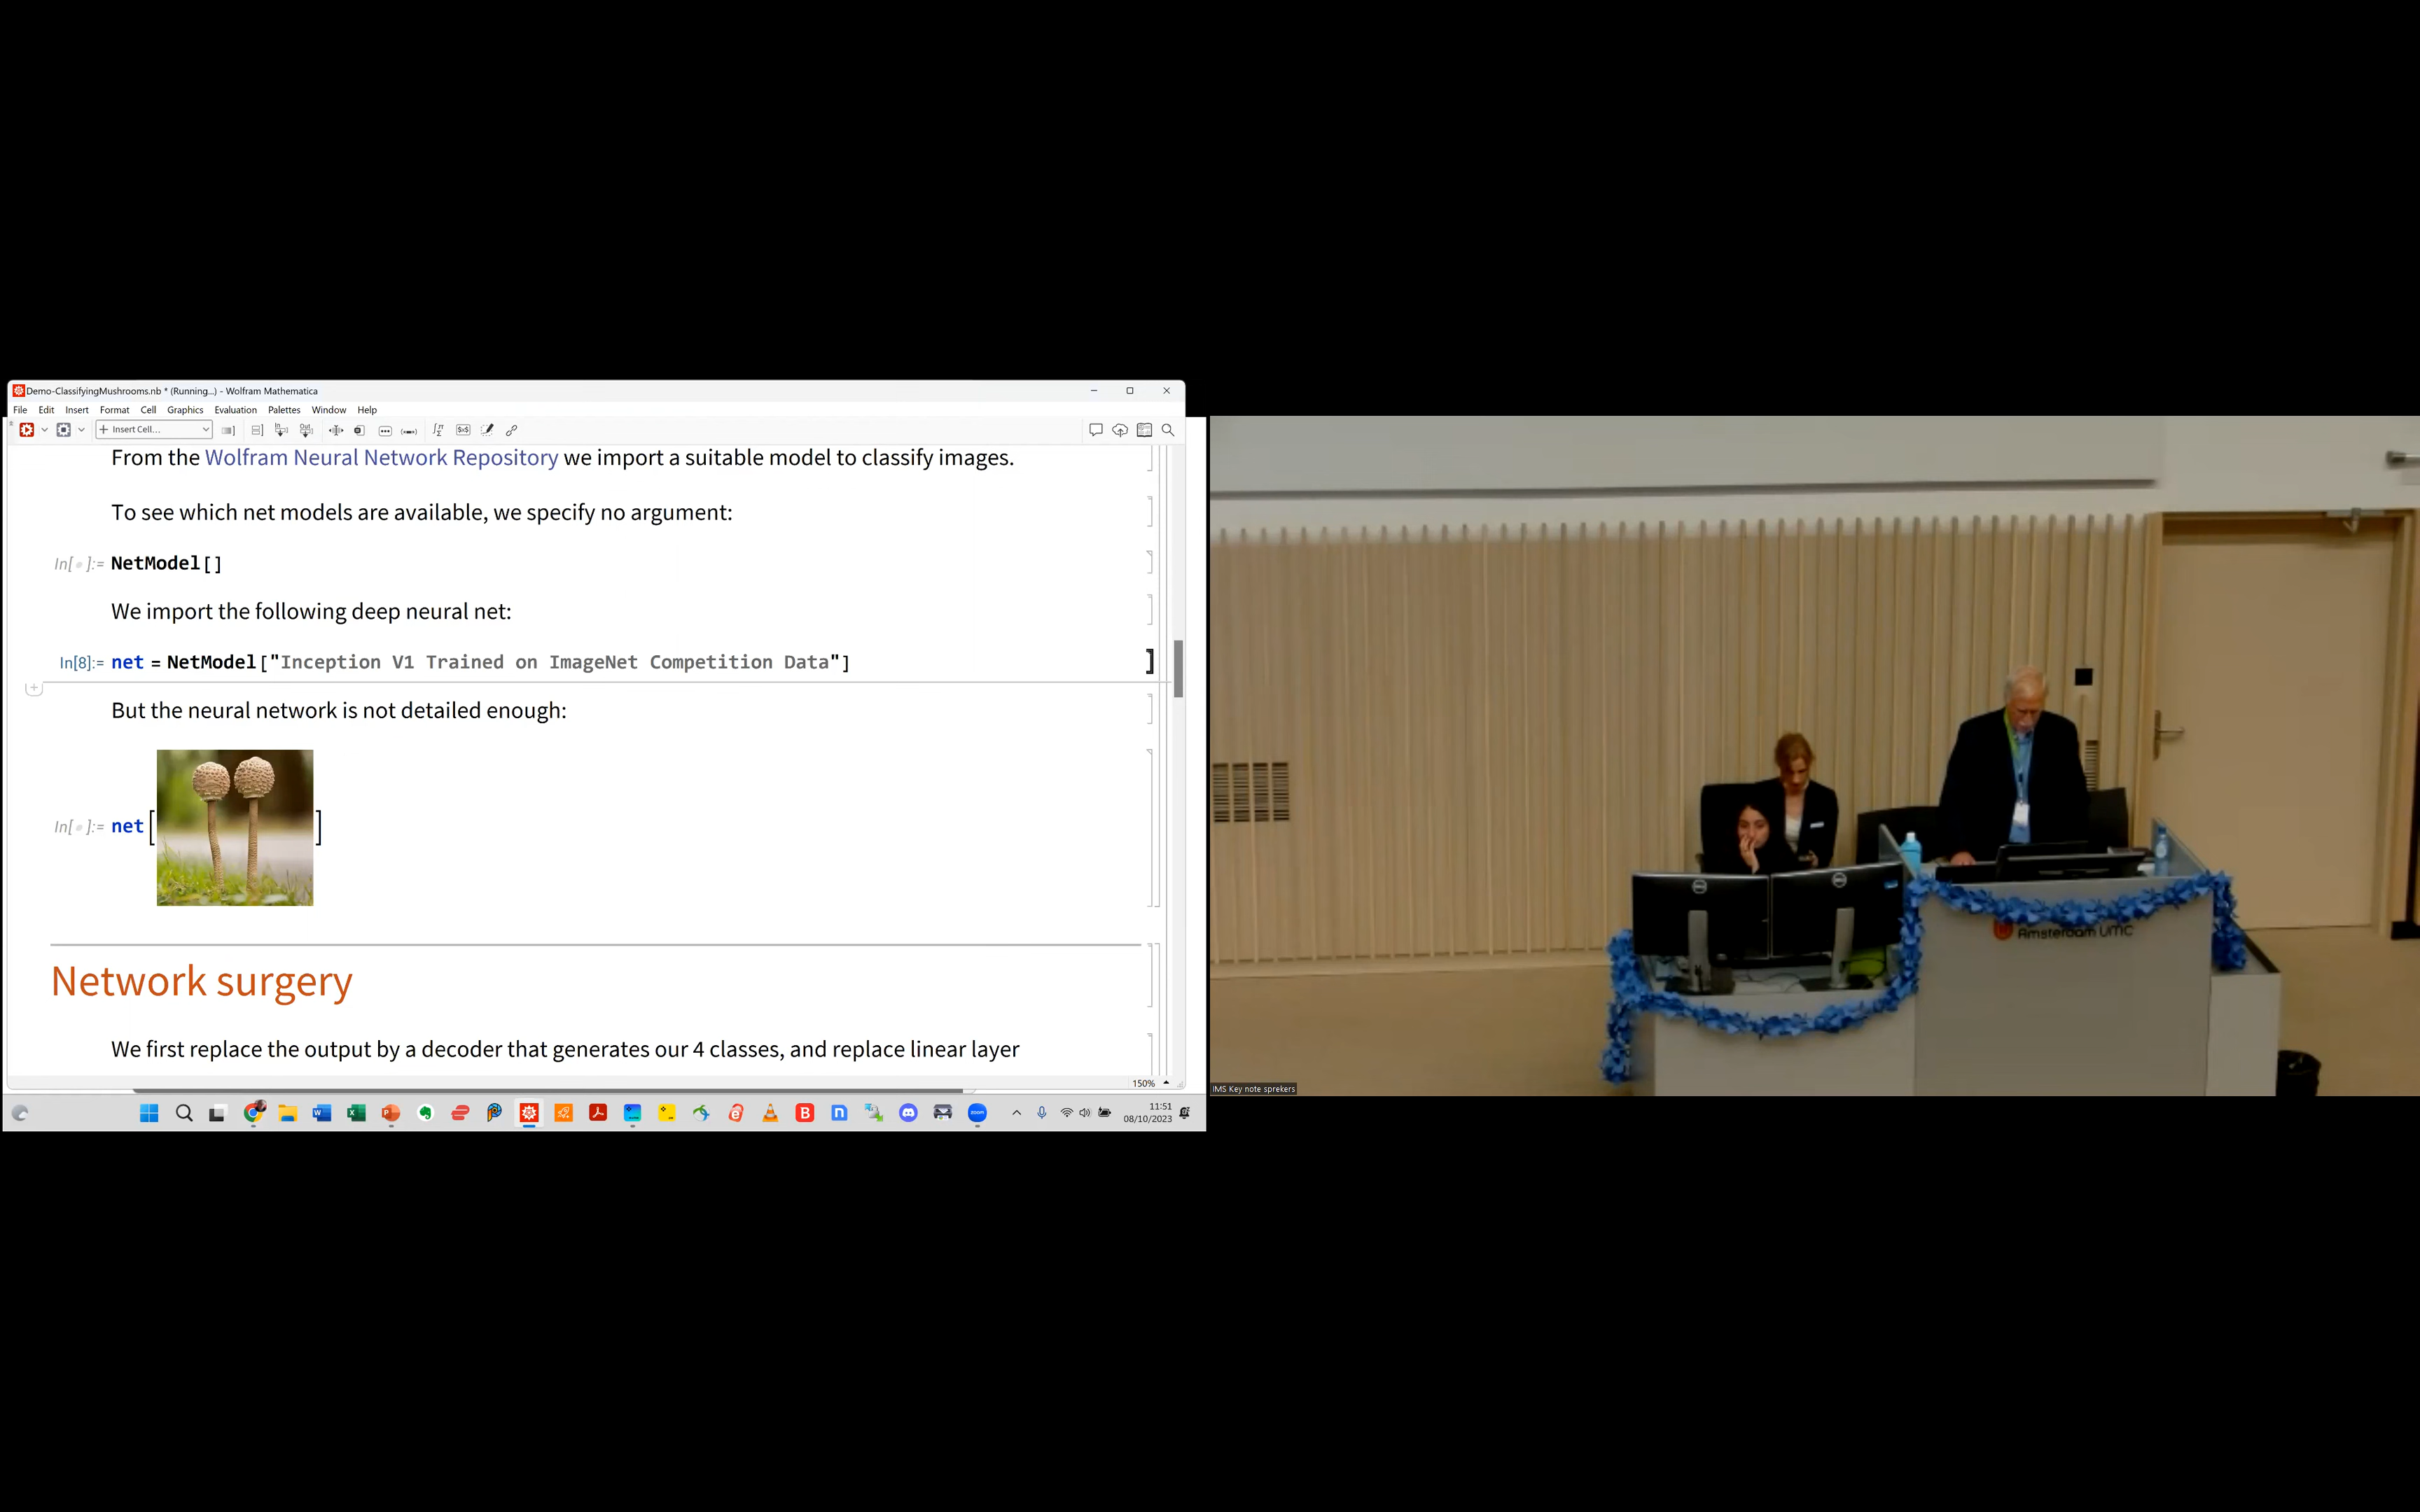 Demo-ClassifyingMushrooms.nb * (Running...) - Wolfram Mathematica
File Edit Insert Format Cell Graphics Evaluation Palettes Window Help
Insert Cell...
From the Wolfram Neural Network Repository we import a suitable model to classify images.
To see which net models are available, we specify no argument:
In[ ]:= NetModel[]
We import the following deep neural net:
In[8]:= net = NetModel["Inception V1 Trained on ImageNet Competition Data"]
But the neural network is not detailed enough:
In[ ]:= net[ ]
Network surgery
We first replace the output by a decoder that generates our 4 classes, and replace linear layer
150%
11:51
08/10/2023
Amsterdam UMC
IMS Key note sprekers